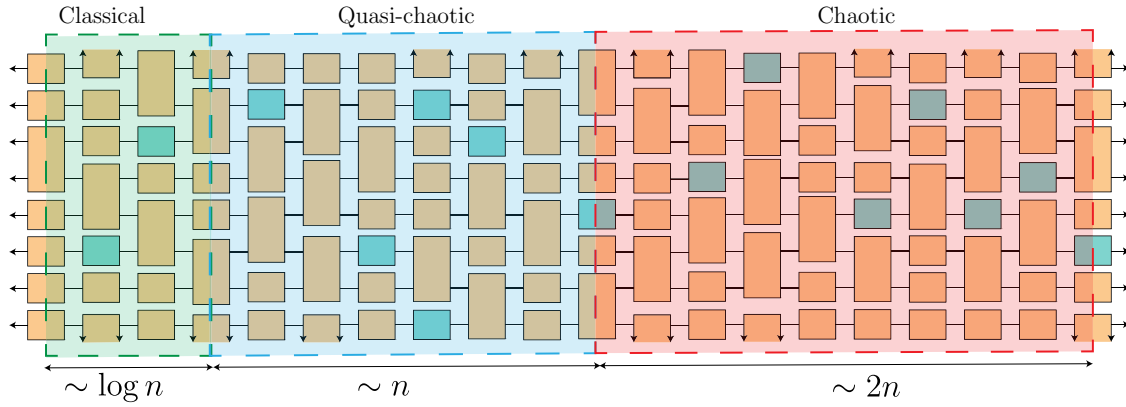 Classical Quasi-chaotic Chaotic
∼ log n ∼ n ∼ 2n